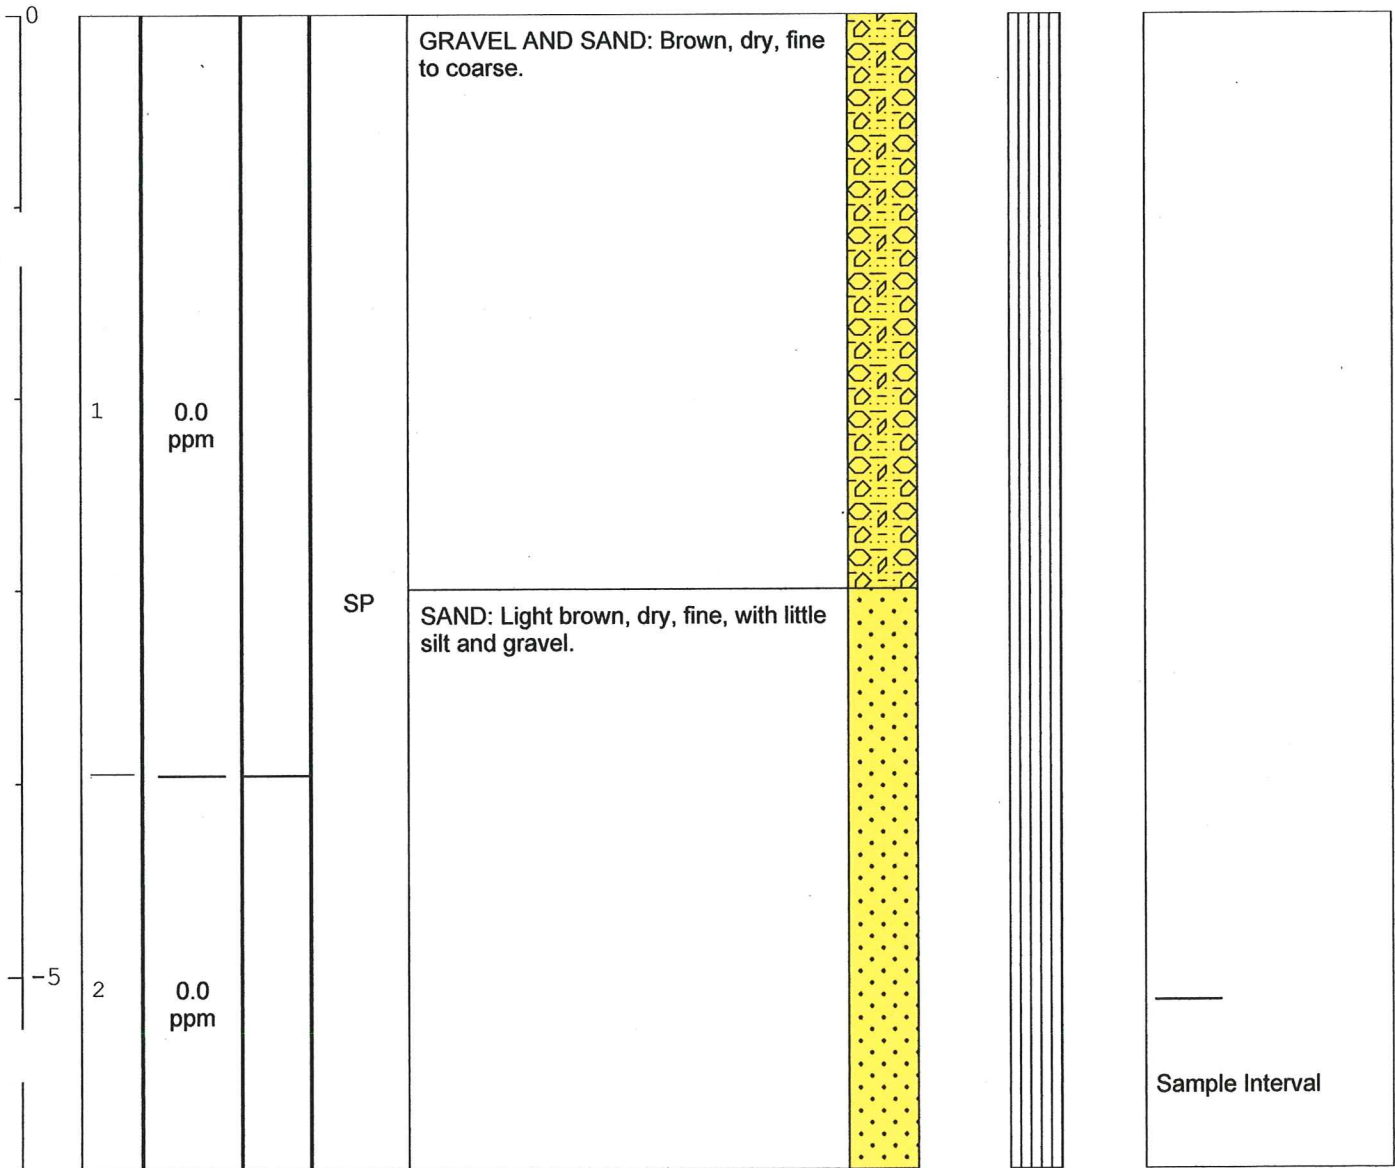 0
GRAVEL AND SAND: Brown, dry, fine
to coarse.
1
0.0
ppm
SP
SAND: Light brown, dry, fine, with little
silt and gravel.
-5
2
0.0
ppm
Sample Interval